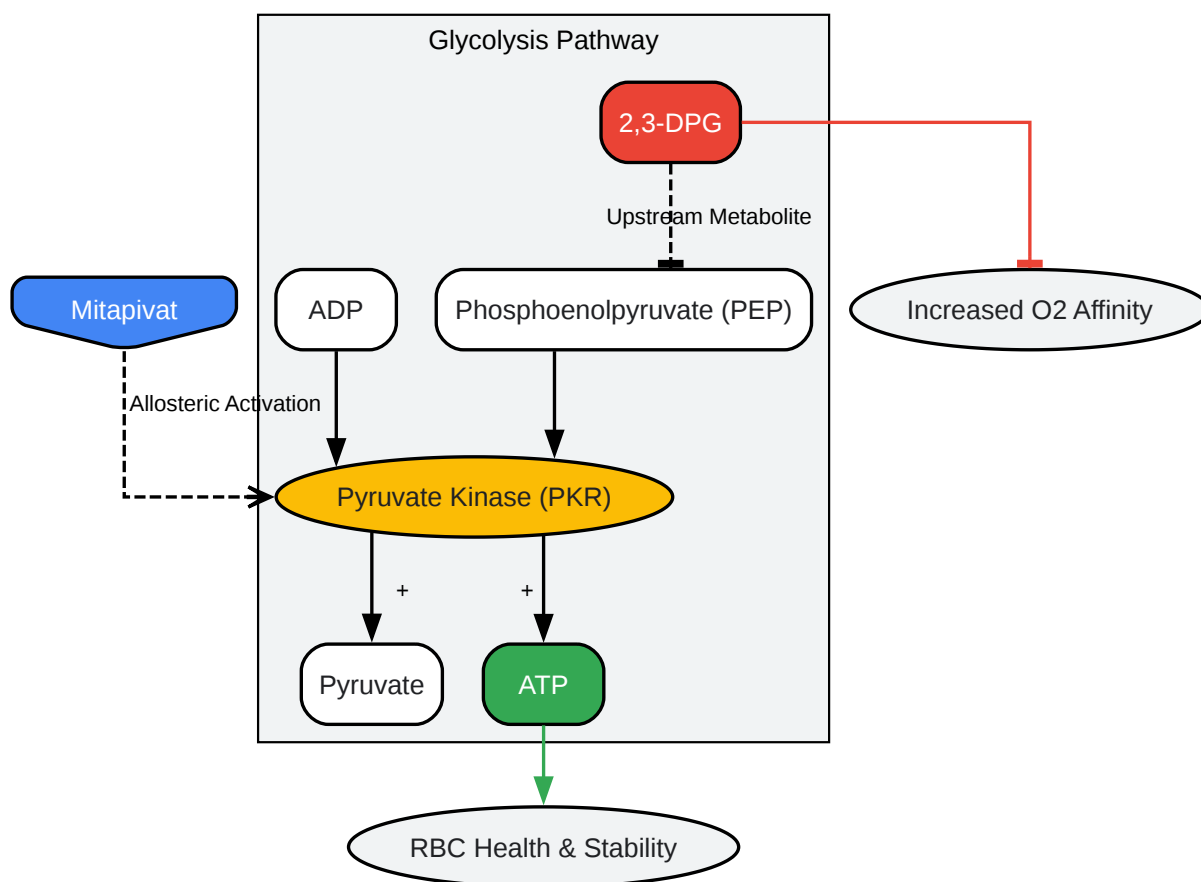 Glycolysis Pathway
2,3-DPG
Upstream Metabolite
Mitapivat
ADP
Phosphoenolpyruvate (PEP)
Increased O2 Affinity
Allosteric Activation
Pyruvate Kinase (PKR)
+
+
Pyruvate
ATP
RBC Health & Stability